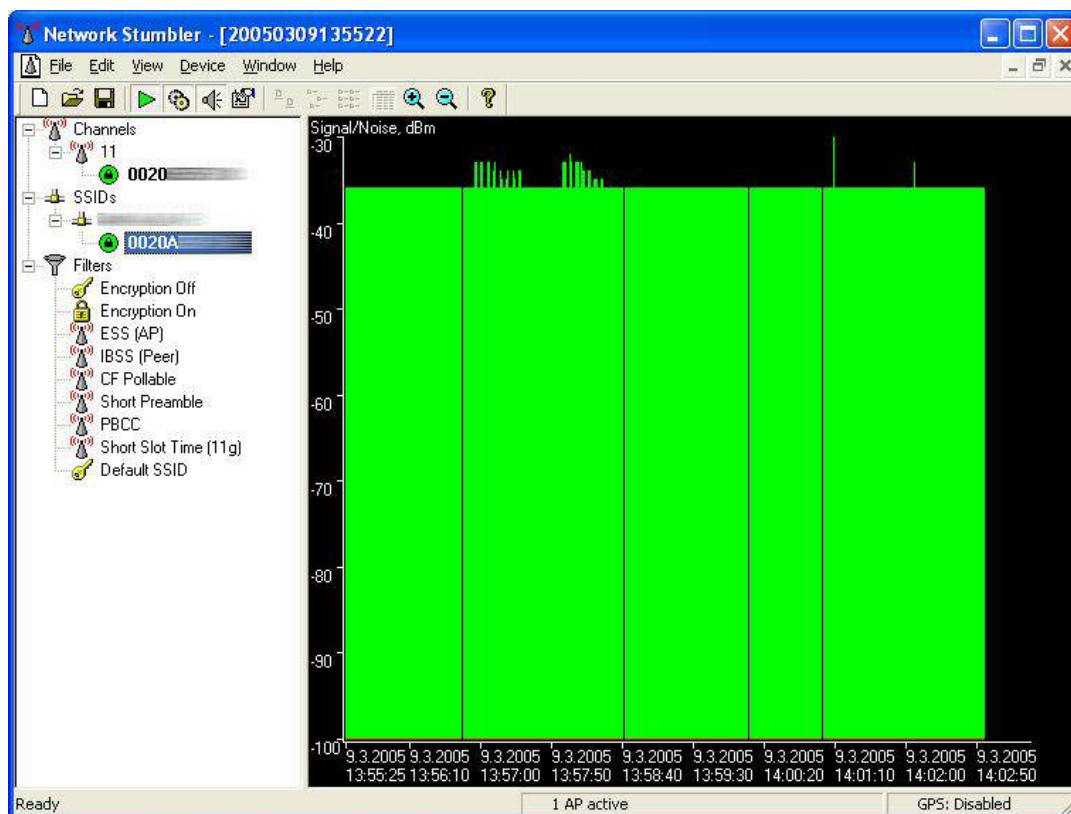 Network Stumbler - [20050309135522]
File Edit View Device Window Help
Channels
11
0020
SSIDs
0020A
Filters
Encryption Off
Encryption On
ESS (AP)
IBSS (Peer)
CF Pollable
Short Preamble
PBCC
Short Slot Time (11g)
Default SSID
Signal/Noise, dBm
-30
-40
-50
-60
-70
-80
-90
-100
9.3.2005 9.3.2005 9.3.2005 9.3.2005 9.3.2005 9.3.2005 9.3.2005 9.3.2005 9.3.2005 9.3.2005
13:55:25 13:56:10 13:57:00 13:57:50 13:58:40 13:59:30 14:00:20 14:01:10 14:02:00 14:02:50
Ready 1 AP active GPS: Disabled